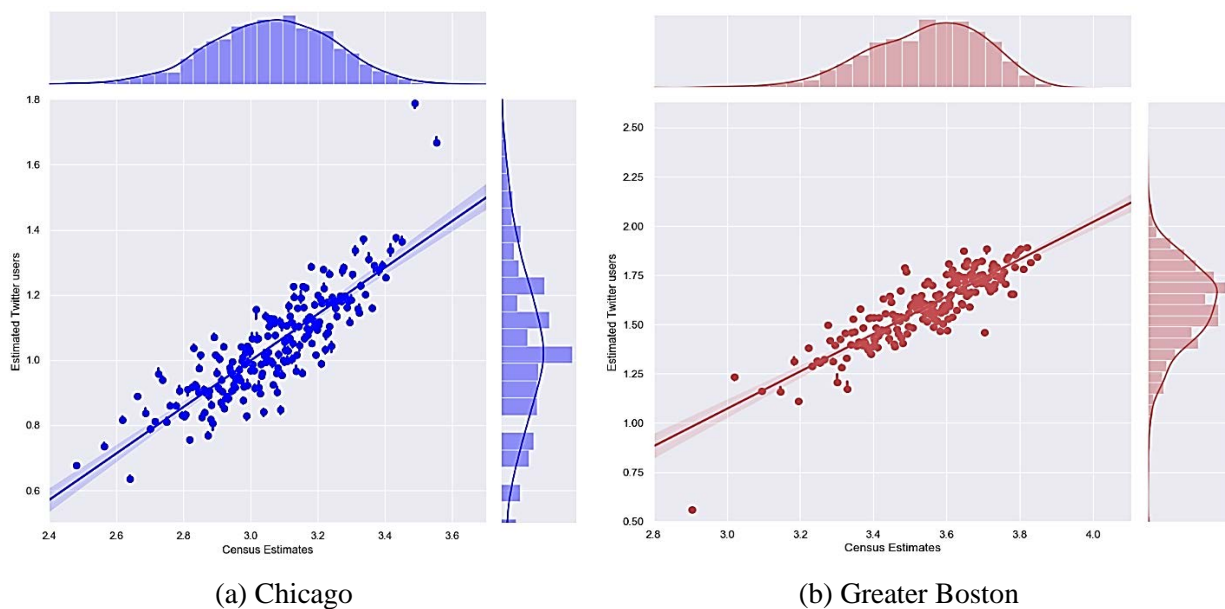 1.8
1.6
1.4
1.2
1.0
0.8
0.6
Estimated Twitter users
2.4 2.6 2.8 3.0 3.2 3.4 3.6
Census Estimates
(a) Chicago
2.50
2.25
2.00
1.75
1.50
1.25
1.00
0.75
0.50
Estimated Twitter users
2.8 3.0 3.2 3.4 3.6 3.8 4.0
Census Estimates
(b) Greater Boston